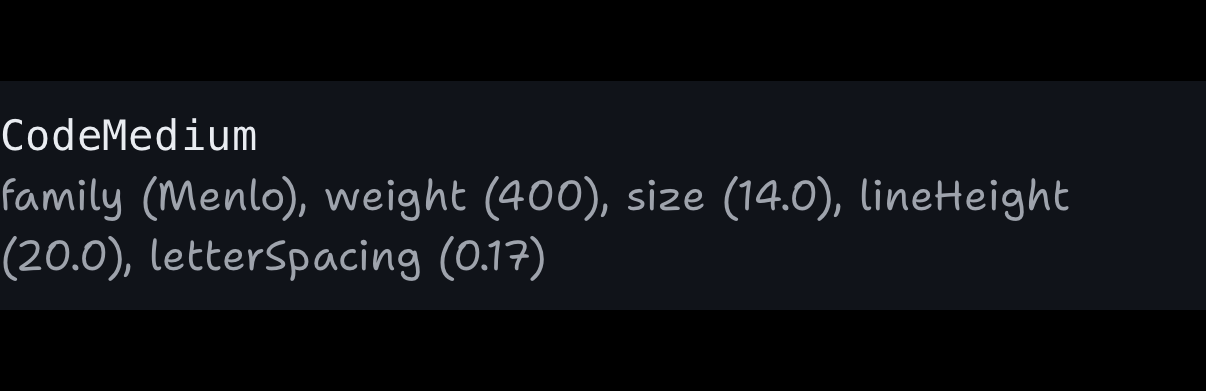 CodeMedium
family (Menlo), weight (400), size (14.0), lineHeight
(20.0), letterSpacing (0.17)